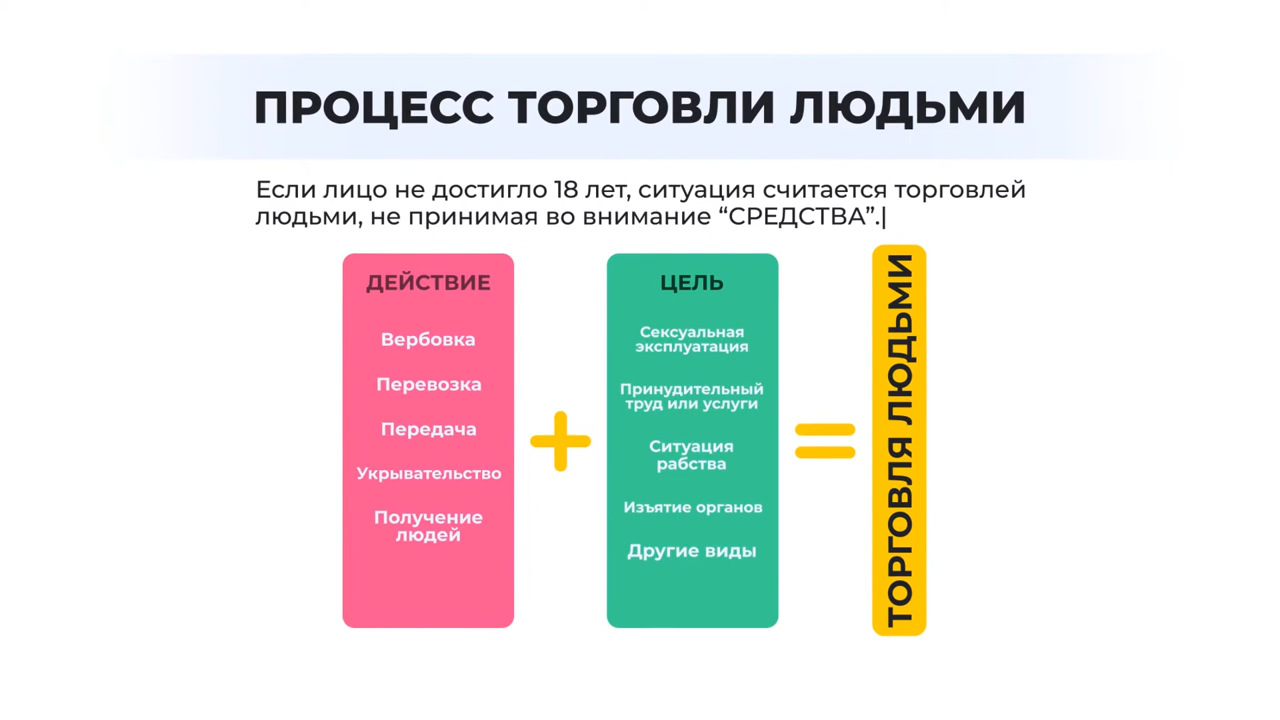 ПРОЦЕСС ТОРГОВЛИ ЛЮДЬМИ
Если лицо не достигло 18 лет, ситуация считается торговлей
людьми, не принимая во внимание “СРЕДСТВА”.|
ДЕЙСТВИЕ
Вербовка
Перевозка
Передача
Укрывательство
Получение
людей
+
ЦЕЛЬ
Сексуальная
эксплуатация
Принудительный
труд или услуги
Ситуация
рабства
Изъятие органов
Другие виды
=
ТОРГОВЛЯ ЛЮДЬМИ